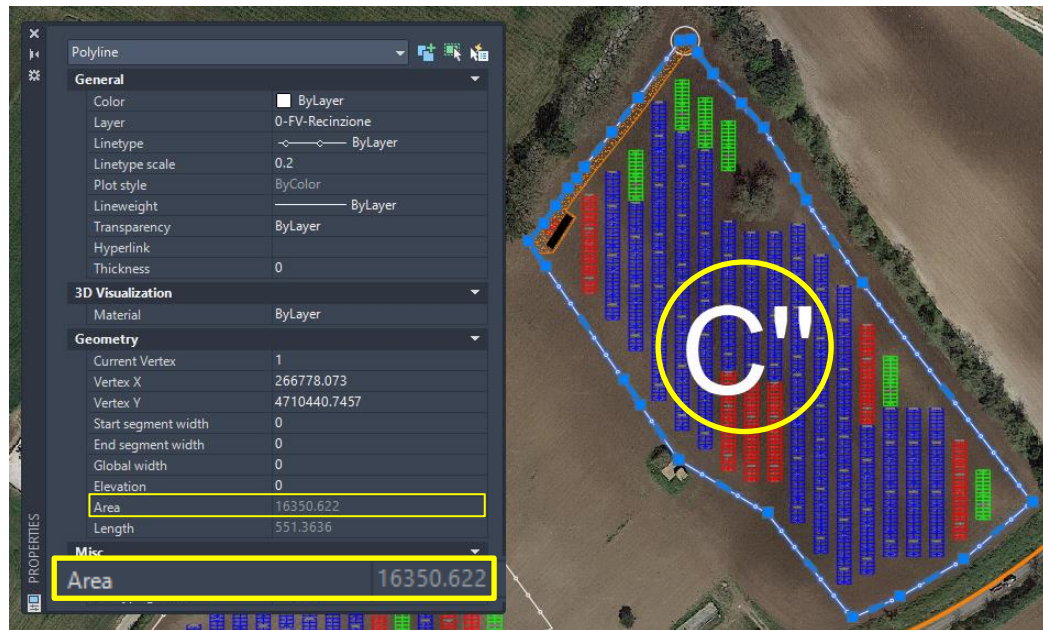 Polyline
General
Color ByLayer
Layer 0-FV-Recinzione
Linetype ByLayer
Linetype scale 0.2
Plot style ByColor
Lineweight ByLayer
Transparency ByLayer
Hyperlink
Thickness 0
3D Visualization
Material ByLayer
Geometry
Current Vertex 1
Vertex X 266778.073
Vertex Y 4710440.7457
Start segment width 0
End segment width 0
Global width 0
Elevation 0
Area 16350.622
Length 551.3636
Misc
Area 16350.622
PROPERTIES
C"